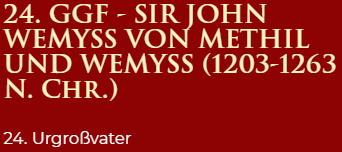 24. GGF - SIR JOHN
WEMYSS VON METHIL
UND WEMYSS (1203-1263
N. CHR.)
24. Urgroßvater